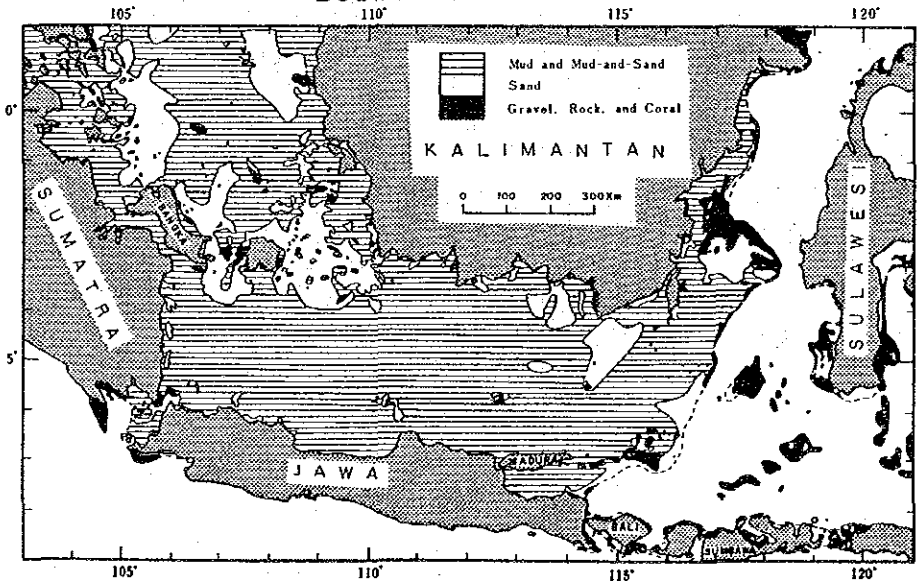 105° 110° 115° 120°
Mud and Mud-and-Sand
Sand
Gravel, Rock, and Coral
0°
KALIMANTAN
0 100 200 300Km
SUMATRA
BANGKA
SULAWESI
5°
MADURA
JAWA
BALI
SUMBAWA
105° 110° 115° 120°